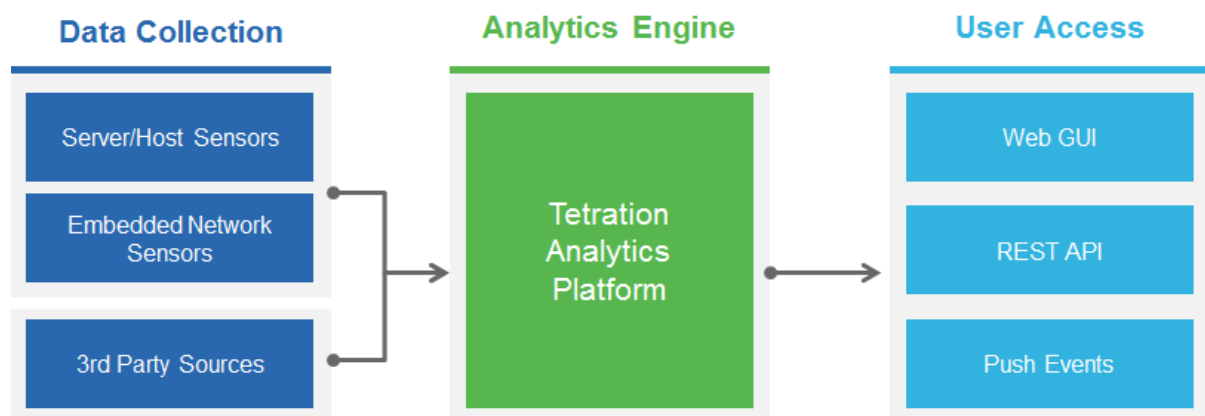 Data Collection
Server/Host Sensors
Embedded Network
Sensors
3rd Party Sources
Analytics Engine
Tetration
Analytics
Platform
User Access
Web GUI
REST API
Push Events